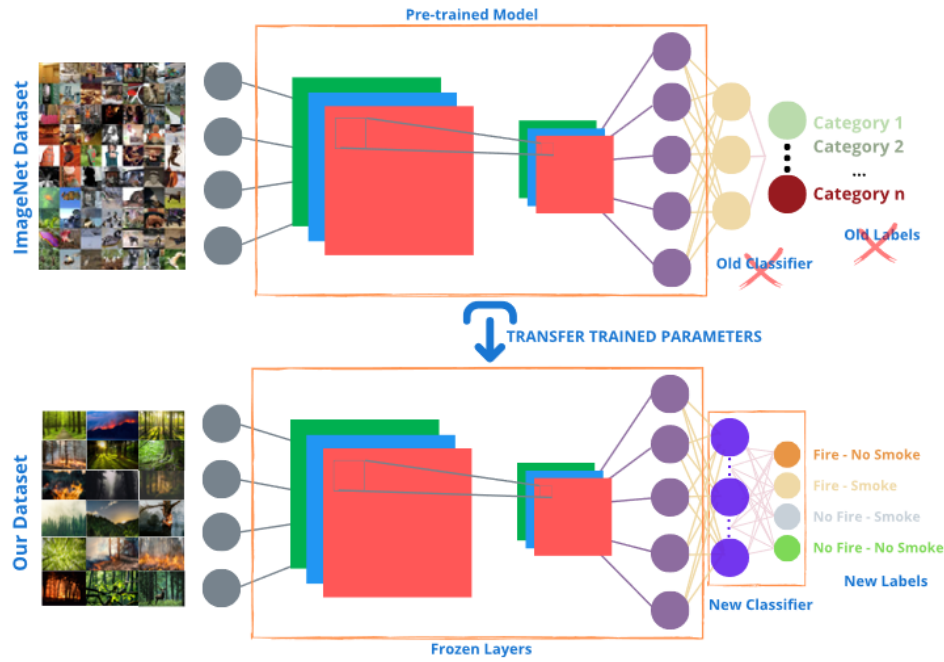 Pre-trained Model
ImageNet Dataset
Category 1
Category 2
...
Category n
Old Labels
Old Classifier
TRANSFER TRAINED PARAMETERS
Our Dataset
Fire - No Smoke
Fire - Smoke
No Fire - Smoke
No Fire - No Smoke
New Labels
New Classifier
Frozen Layers